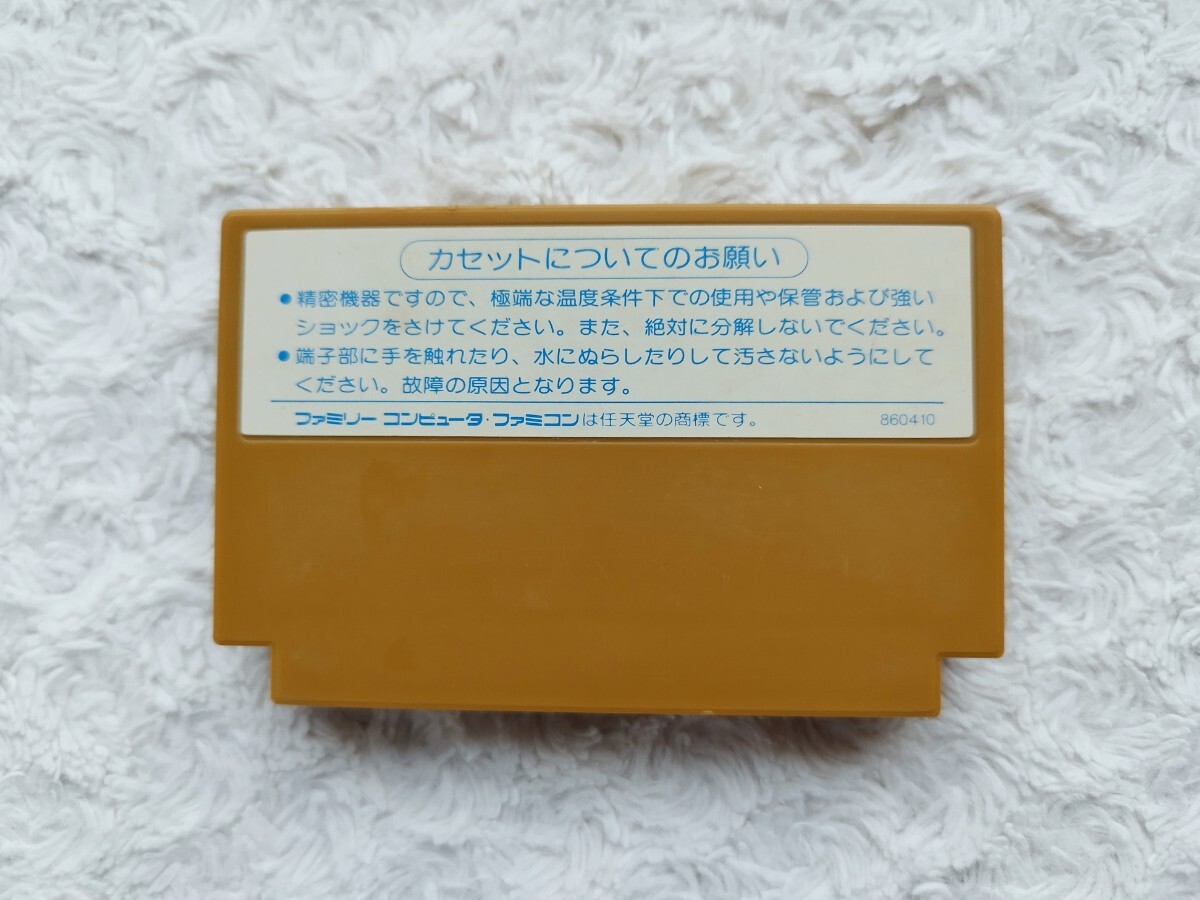 カセットについてのお願い
●精密機器ですので、極端な温度条件下での使用や保管および強い
ショックをさけてください。また、絶対に分解しないでください。
●端子部に手を触れたり、水にぬらしたりして汚さないようにして
ください。故障の原因となります。
ファミリー コンピュータ・ファミコンは任天堂の商標です。 860410